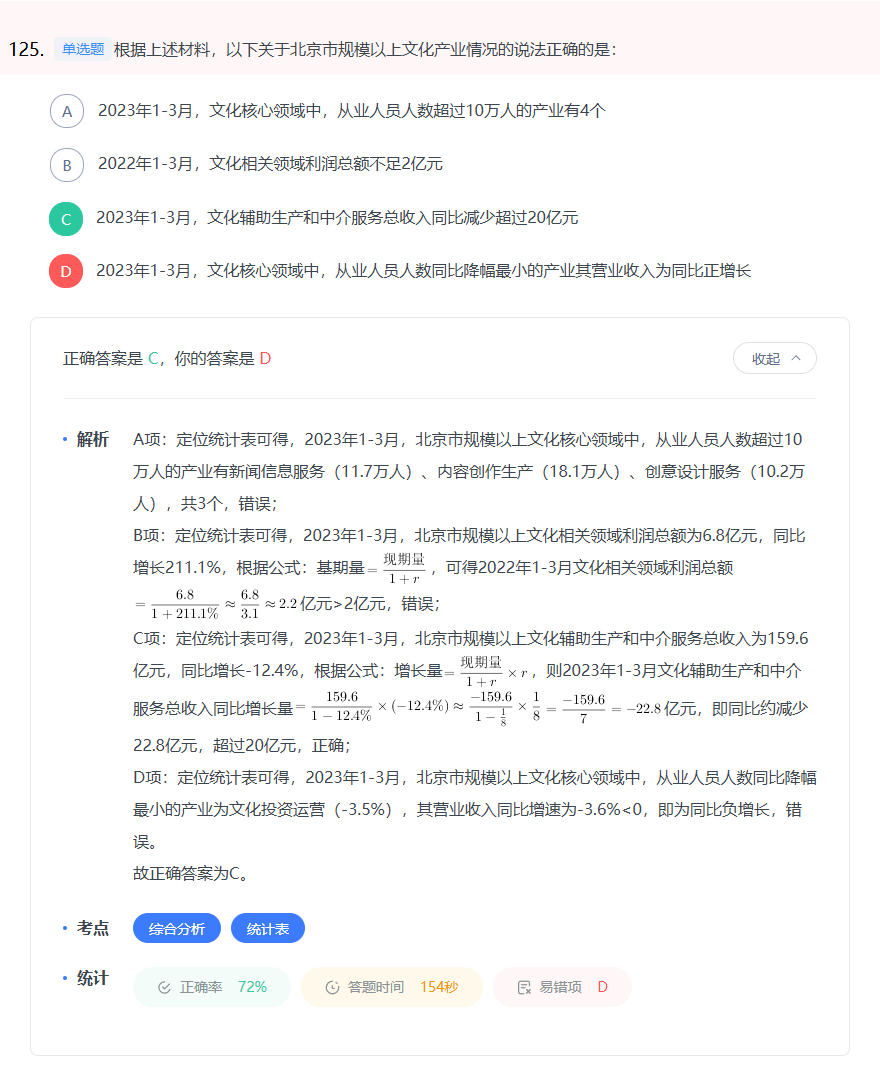 125. 单选题 根据上述材料，以下关于北京市规模以上文化产业情况的说法正确的是：
A 2023年1-3月，文化核心领域中，从业人员人数超过10万人的产业有4个
B 2022年1-3月，文化相关领域利润总额不足2亿元
C 2023年1-3月，文化辅助生产和中介服务总收入同比减少超过20亿元
D 2023年1-3月，文化核心领域中，从业人员人数同比降幅最小的产业其营业收入为同比正增长
正确答案是 C，你的答案是 D 收起
解析 A项：定位统计表可得，2023年1-3月，北京市规模以上文化核心领域中，从业人员人数超过10
万人的产业有新闻信息服务（11.7万人）、内容创作生产（18.1万人）、创意设计服务（10.2万
人），共3个，错误；
B项：定位统计表可得，2023年1-3月，北京市规模以上文化相关领域利润总额为6.8亿元，同比
增长211.1%，根据公式：基期量=现期量/(1+r)，可得2022年1-3月文化相关领域利润总额
=6.8/(1+211.1%)≈6.8/3.1≈2.2亿元>2亿元，错误；
C项：定位统计表可得，2023年1-3月，北京市规模以上文化辅助生产和中介服务总收入为159.6
亿元，同比增长-12.4%，根据公式：增长量=现期量/(1+r)×r，则2023年1-3月文化辅助生产和中介
服务总收入同比增长量=159.6/(1-12.4%)×(-12.4%)≈-159.6/(1-1/8)×1/8=-159.6/7=-22.8亿元，即同比约减少
22.8亿元，超过20亿元，正确；
D项：定位统计表可得，2023年1-3月，北京市规模以上文化核心领域中，从业人员人数同比降幅
最小的产业为文化投资运营（-3.5%），其营业收入同比增速为-3.6%<0，即为同比负增长，错
误。
故正确答案为C。
考点 综合分析 统计表
统计 正确率 72% 答题时间 154秒 易错项 D